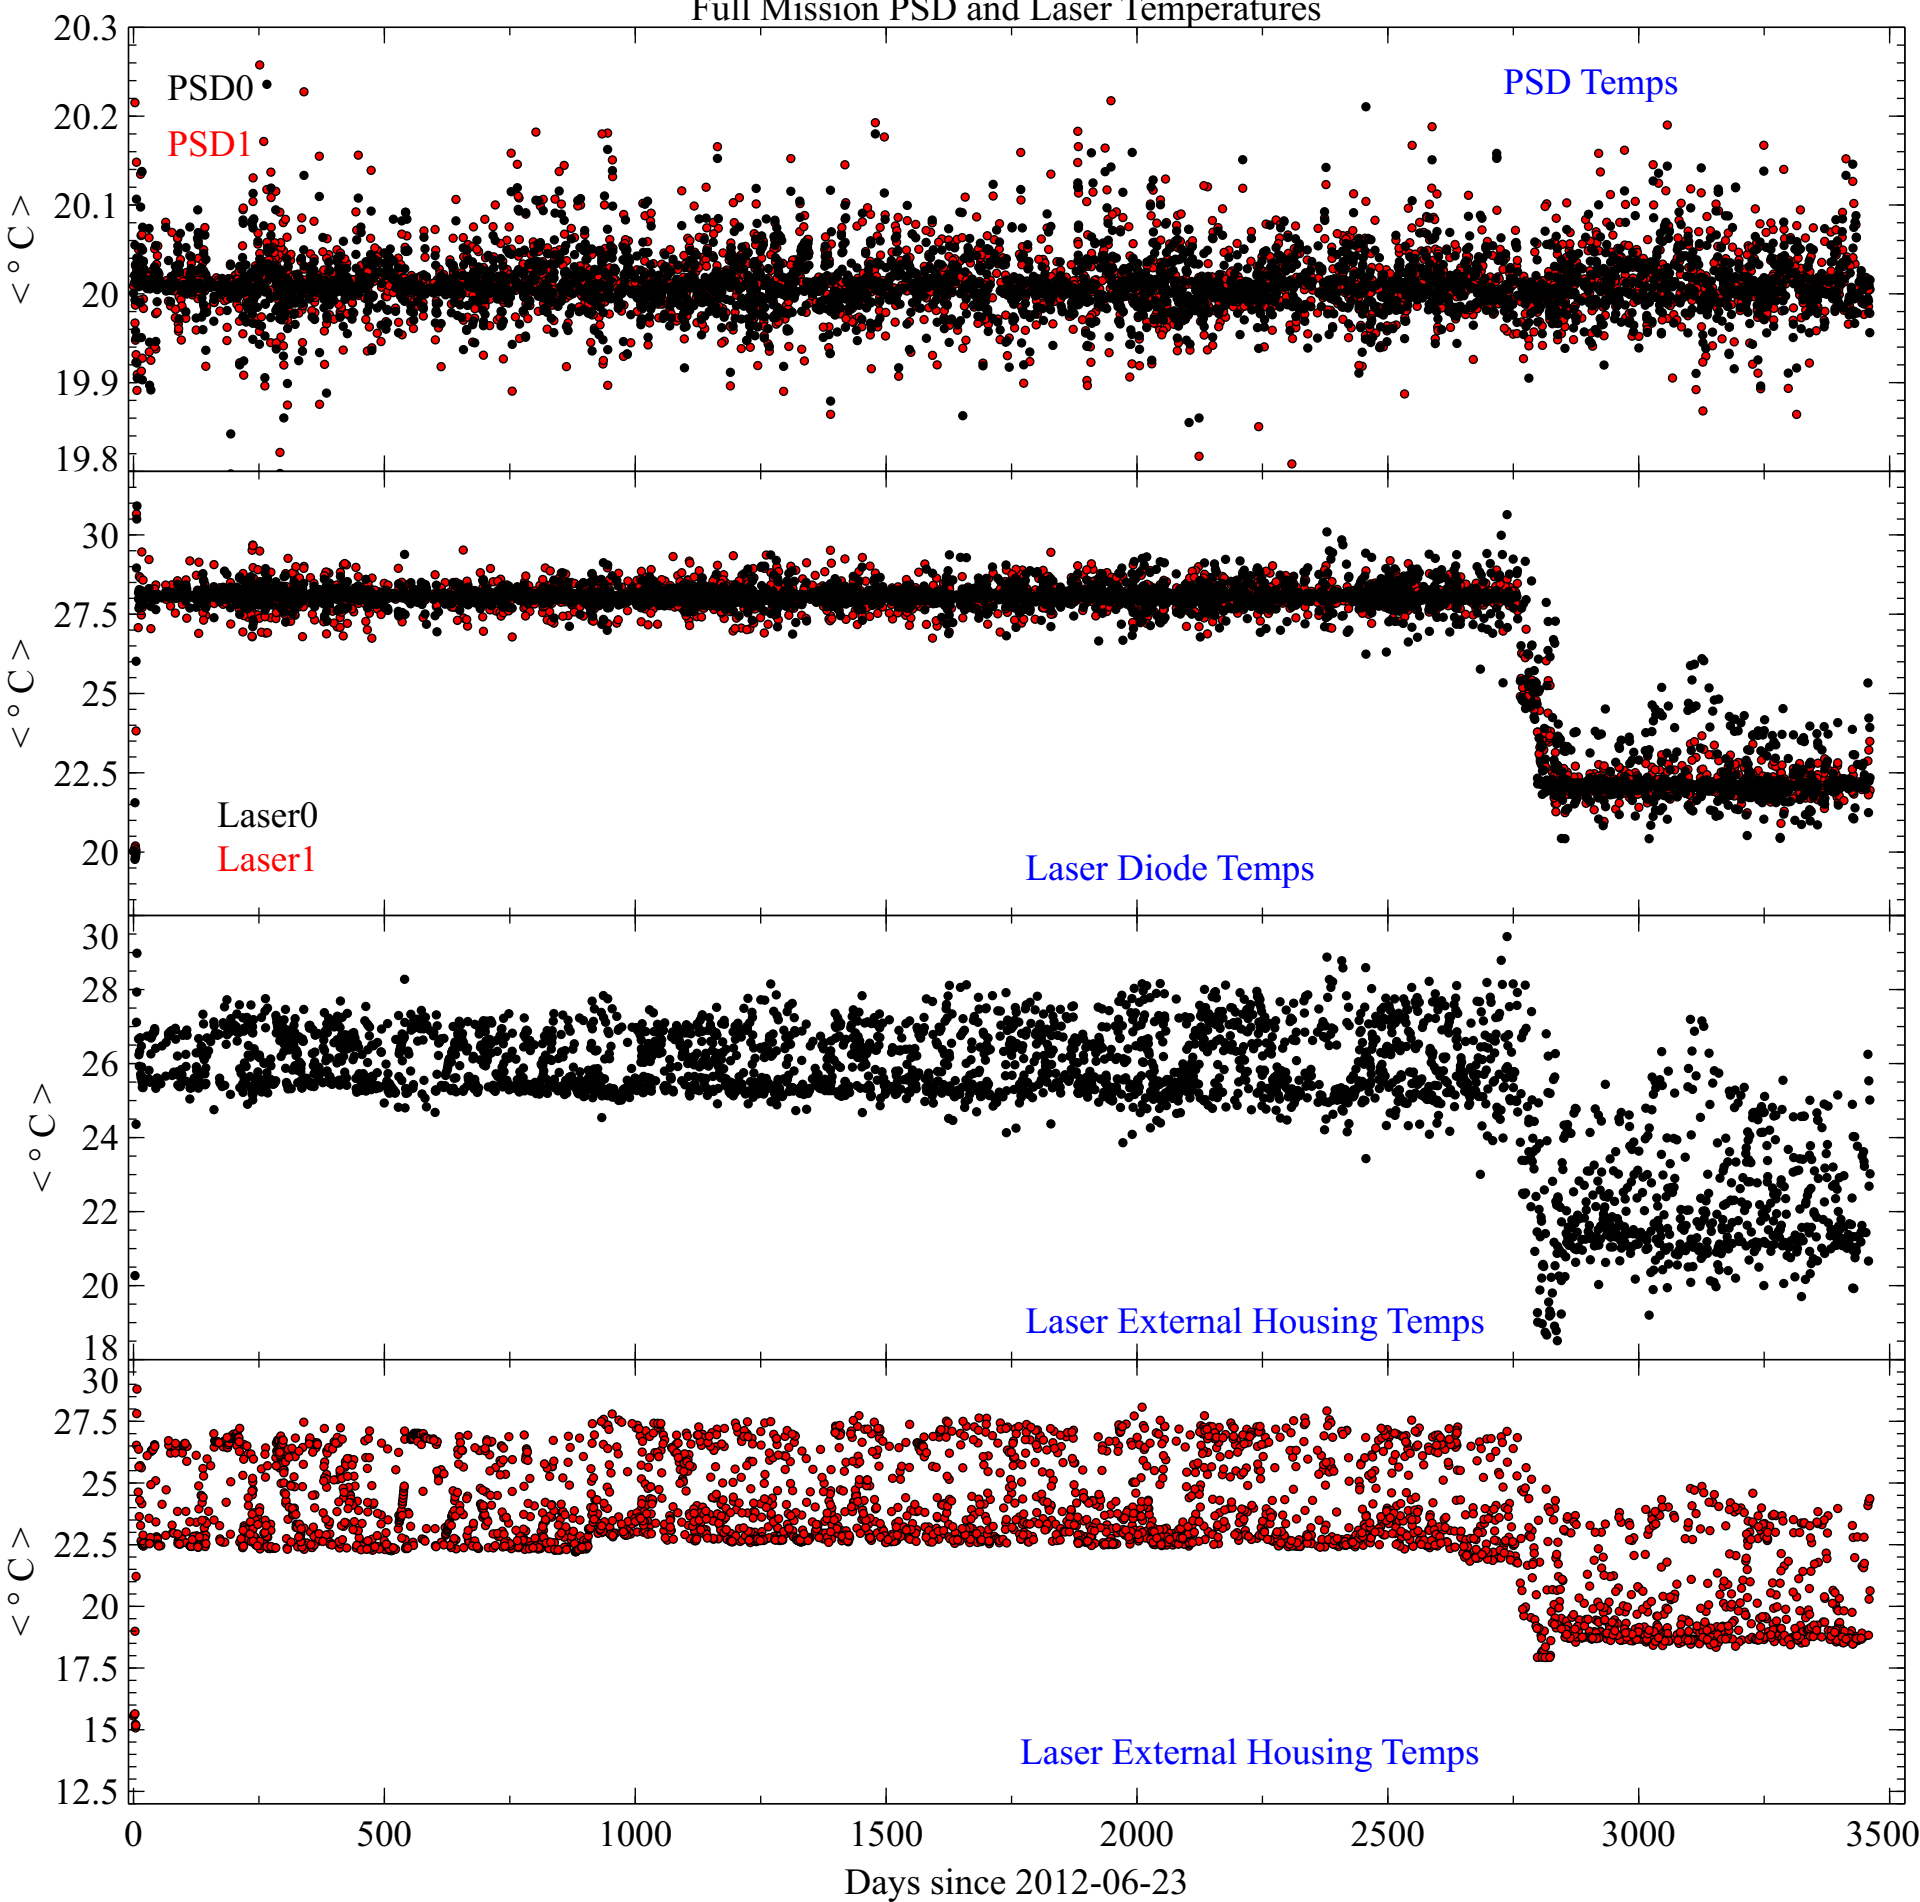 Full Mission PSD and Laser Temperatures
20.3
PSD0
PSD Temps
20.2
PSD1
20.1
<° C>
20
19.9
19.8
30
27.5
<° C>
25
22.5
Laser0
20
Laser1
Laser Diode Temps
30
28
26
<° C>
24
22
20
Laser External Housing Temps
18
30
27.5
25
<° C>
22.5
20
17.5
15
Laser External Housing Temps
12.5
0 500 1000 1500 2000 2500 3000 3500
Days since 2012-06-23